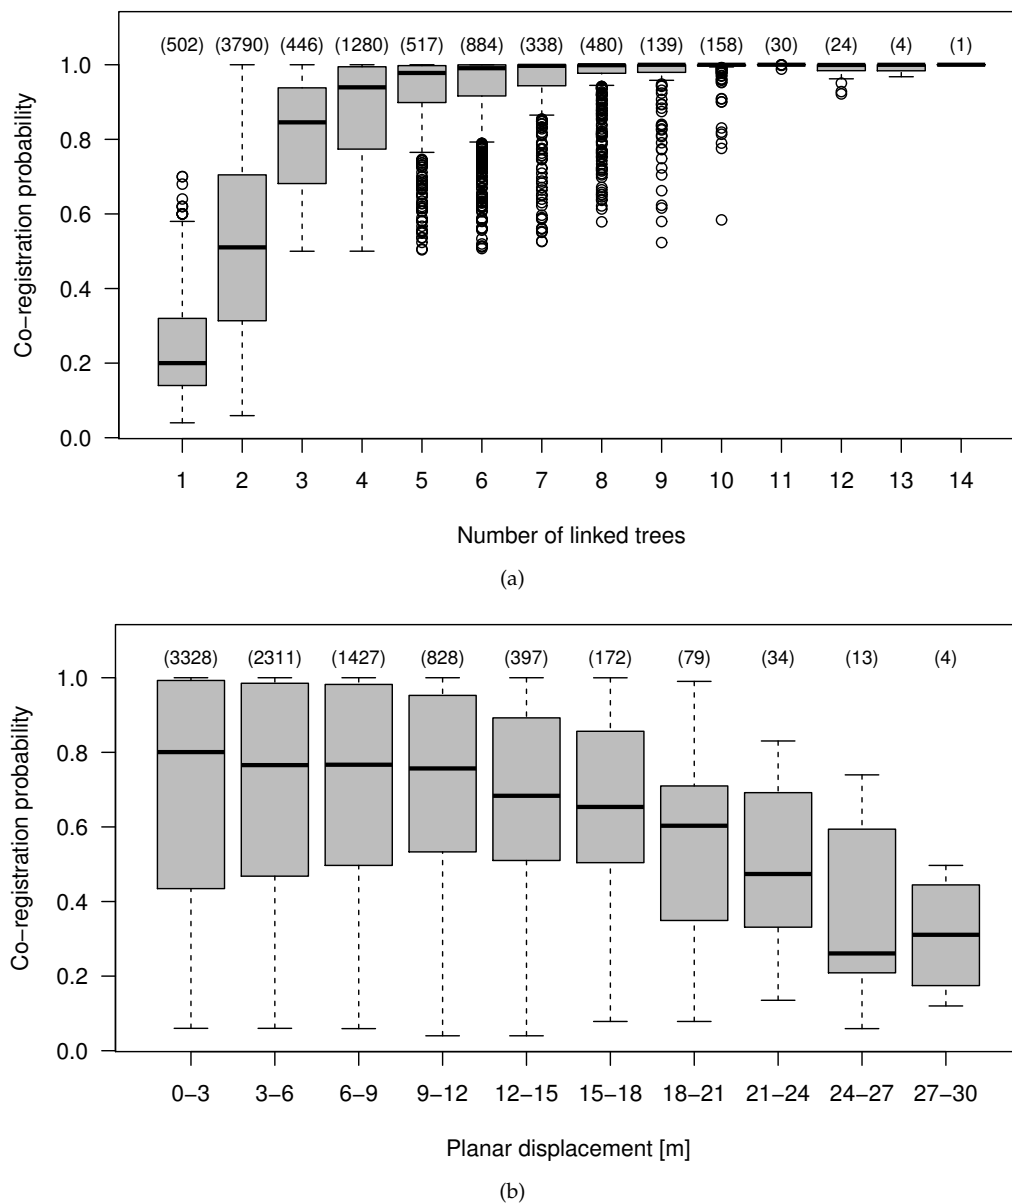 (502) (3790) (446) (1280) (517) (884) (338) (480) (139) (158) (30) (24) (4) (1)
1.0
0.8
0.6
0.4
0.2
0.0
Co−registration probability
1 2 3 4 5 6 7 8 9 10 11 12 13 14
Number of linked trees
(a)
(3328) (2311) (1427) (828) (397) (172) (79) (34) (13) (4)
1.0
0.8
0.6
0.4
0.2
0.0
Co−registration probability
0−3 3−6 6−9 9−12 12−15 15−18 18−21 21−24 24−27 27−30
Planar displacement [m]
(b)